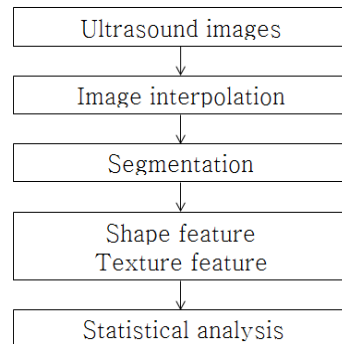 Ultrasound images
Image interpolation
Segmentation
Shape feature
Texture feature
Statistical analysis